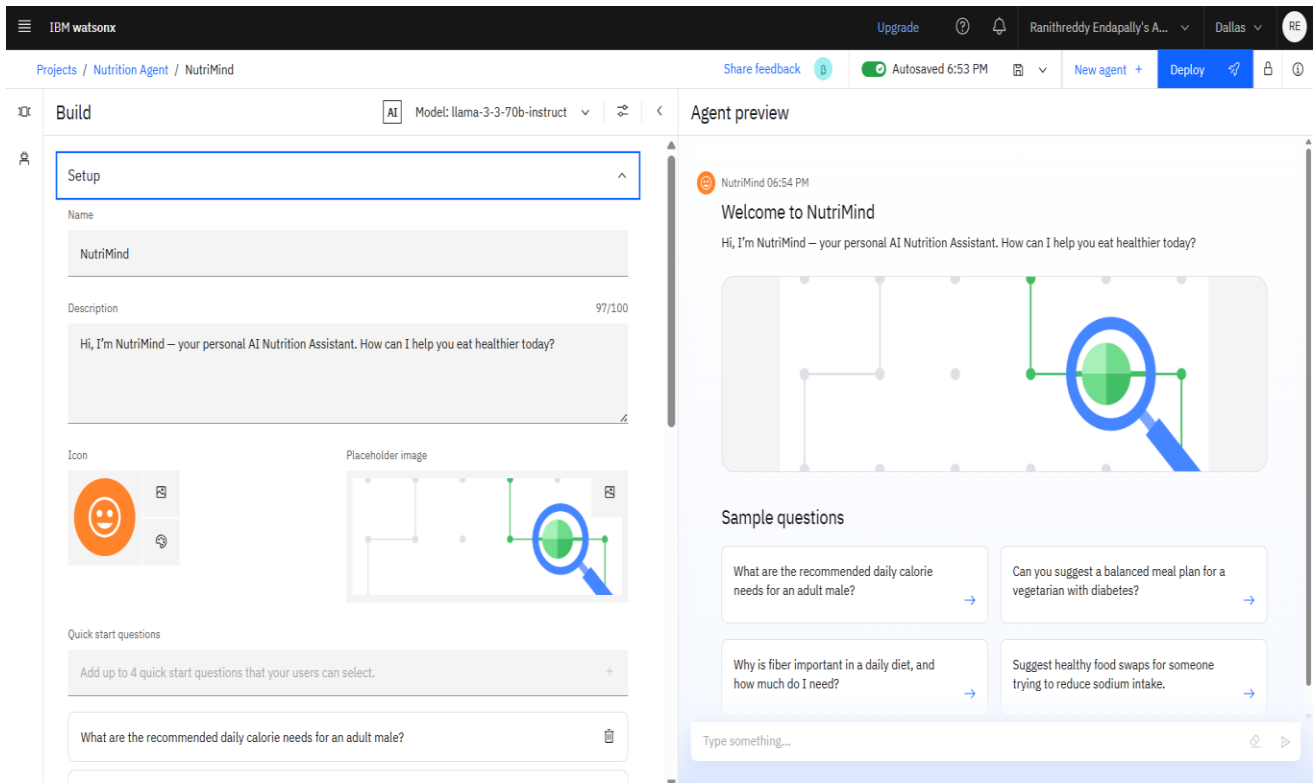 IBM watsonx
Upgrade
Ranithreddy Endapally's A...
Dallas
RE
Projects / Nutrition Agent / NutriMind
Share feedback
β
Autosaved 6:53 PM
New agent +
Deploy
Build
AI
Model: llama-3-3-70b-instruct
Agent preview
Setup
Name
NutriMind
Description
97/100
Hi, I'm NutriMind — your personal AI Nutrition Assistant. How can I help you eat healthier today?
Icon
Placeholder image
Quick start questions
Add up to 4 quick start questions that your users can select.
What are the recommended daily calorie needs for an adult male?
NutriMind 06:54 PM
Welcome to NutriMind
Hi, I'm NutriMind — your personal AI Nutrition Assistant. How can I help you eat healthier today?
Sample questions
What are the recommended daily calorie
needs for an adult male?
Can you suggest a balanced meal plan for a
vegetarian with diabetes?
Why is fiber important in a daily diet, and
how much do I need?
Suggest healthy food swaps for someone
trying to reduce sodium intake.
Type something...